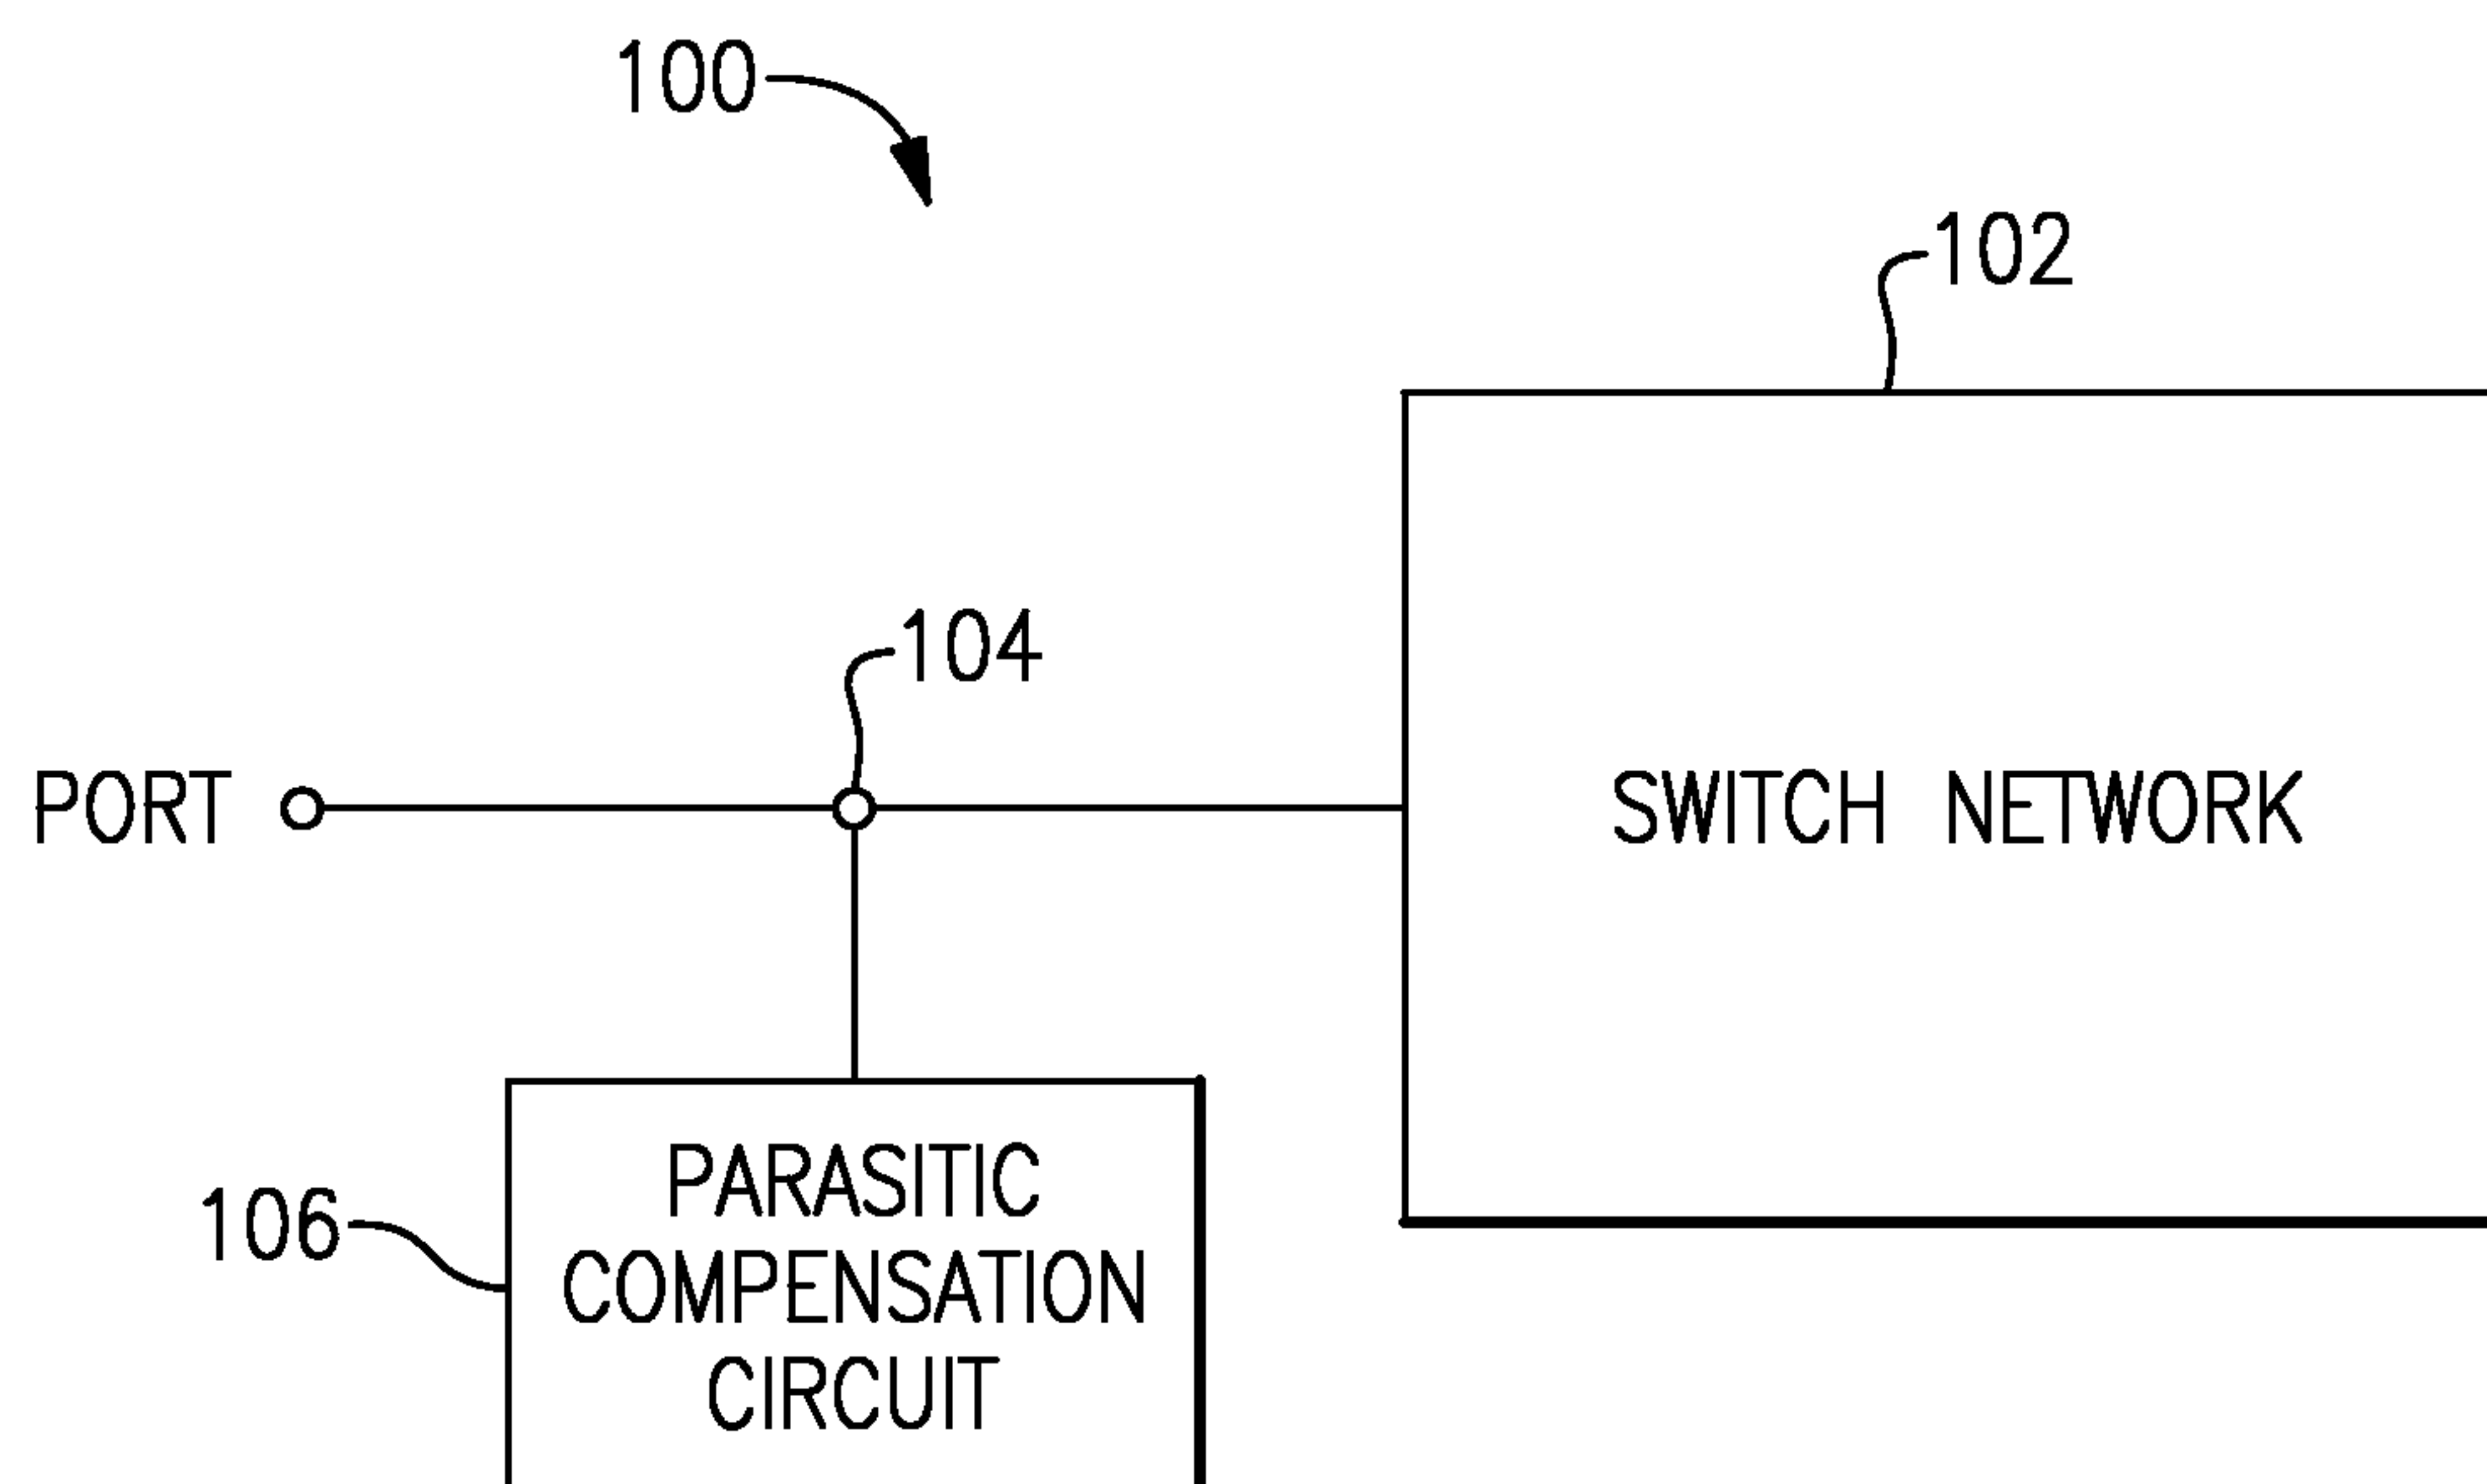 100
102
104
PORT
SWITCH NETWORK
106
PARASITIC
COMPENSATION
CIRCUIT